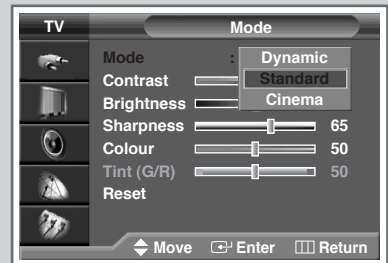 TV
Mode
Mode : Dynamic
Contrast Standard
Brightness Cinema
Sharpness 65
Colour 50
Tint (G/R) 50
Reset
Move Enter Return